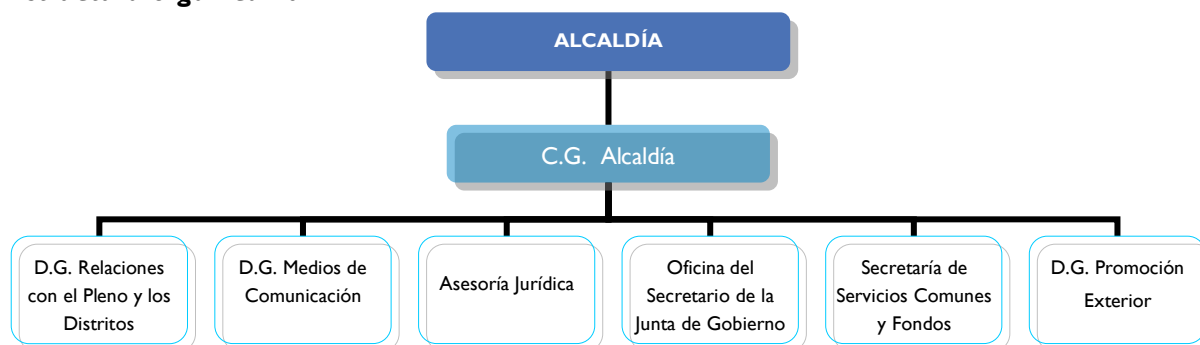 ALCALDÍA
C.G. Alcaldía
D.G. Relaciones
con el Pleno y los
Distritos
D.G. Medios de
Comunicación
Asesoría Jurídica
Oficina del
Secretario de la
Junta de Gobierno
Secretaría de
Servicios Comunes
y Fondos
D.G. Promoción
Exterior